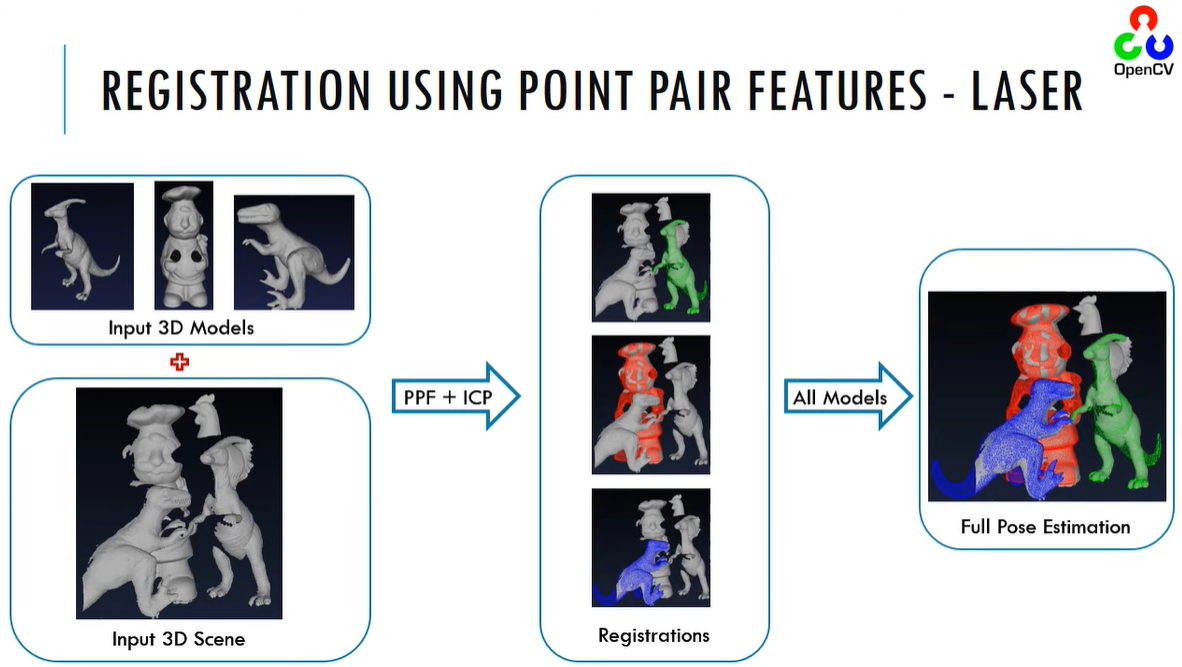 OpenCV
REGISTRATION USING POINT PAIR FEATURES - LASER
Input 3D Models
Input 3D Scene
PPF + ICP
Registrations
All Models
Full Pose Estimation